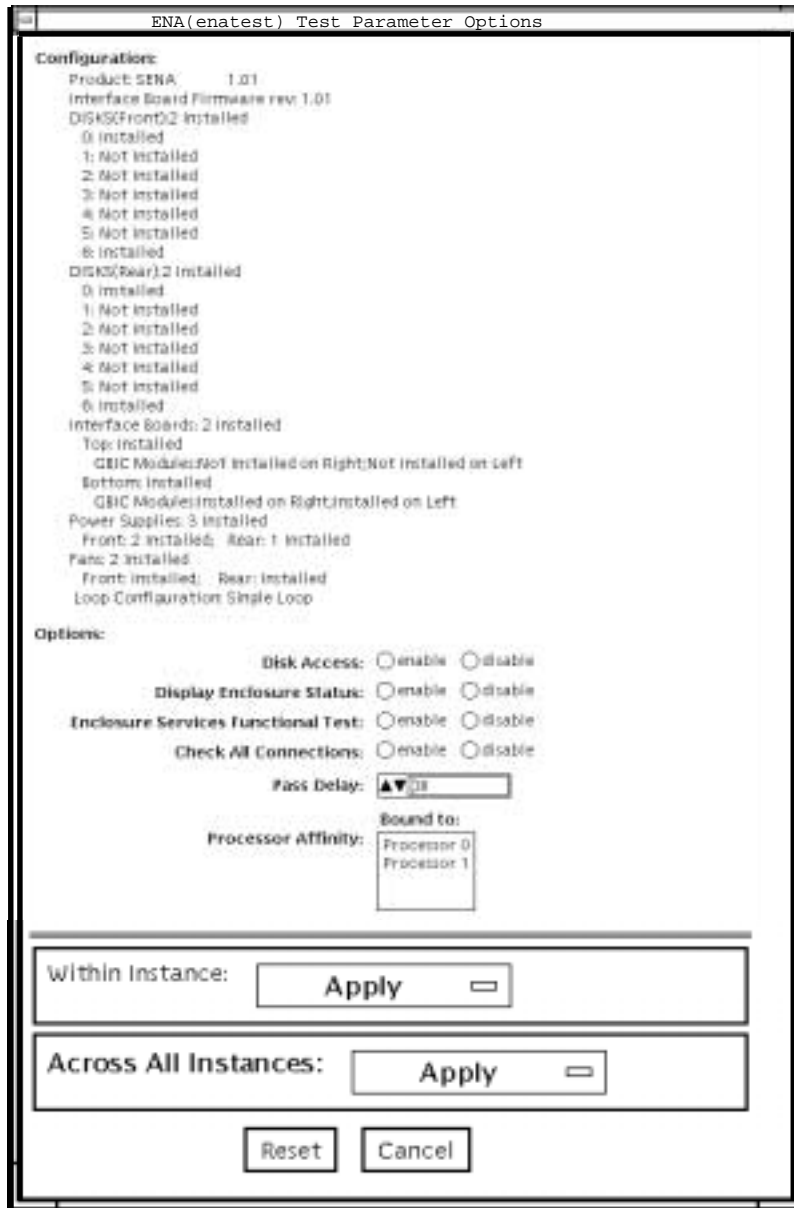 ENA(enatest) Test Parameter Options
Configuration:
Product: SENA 1.01
Interface Board Firmware rev: 1.01
DISKS(Front):2 Installed
0: Installed
1: Not Installed
2: Not Installed
3: Not Installed
4: Not Installed
5: Not Installed
6: Installed
DISKS(Rear):2 Installed
0: Installed
1: Not Installed
2: Not Installed
3: Not Installed
4: Not Installed
5: Not Installed
6: Installed
Interface Boards: 2 Installed
Top: Installed
GBIC Modules:Not Installed on Right;Not Installed on Left
Bottom: Installed
GBIC Modules:Installed on Right;Installed on Left
Power Supplies: 3 Installed
Front: 2 Installed; Rear: 1 Installed
Fans: 2 Installed
Front: Installed; Rear: Installed
Loop Configuration: Single Loop
Options:
Disk Access: enable disable
Display Enclosure Status: enable disable
Enclosure Services Functional Test: enable disable
Check All Connections: enable disable
Pass Delay:
Bound to:
Processor Affinity:
Processor 0
Processor 1
Within Instance: Apply
Across All Instances: Apply
Reset Cancel